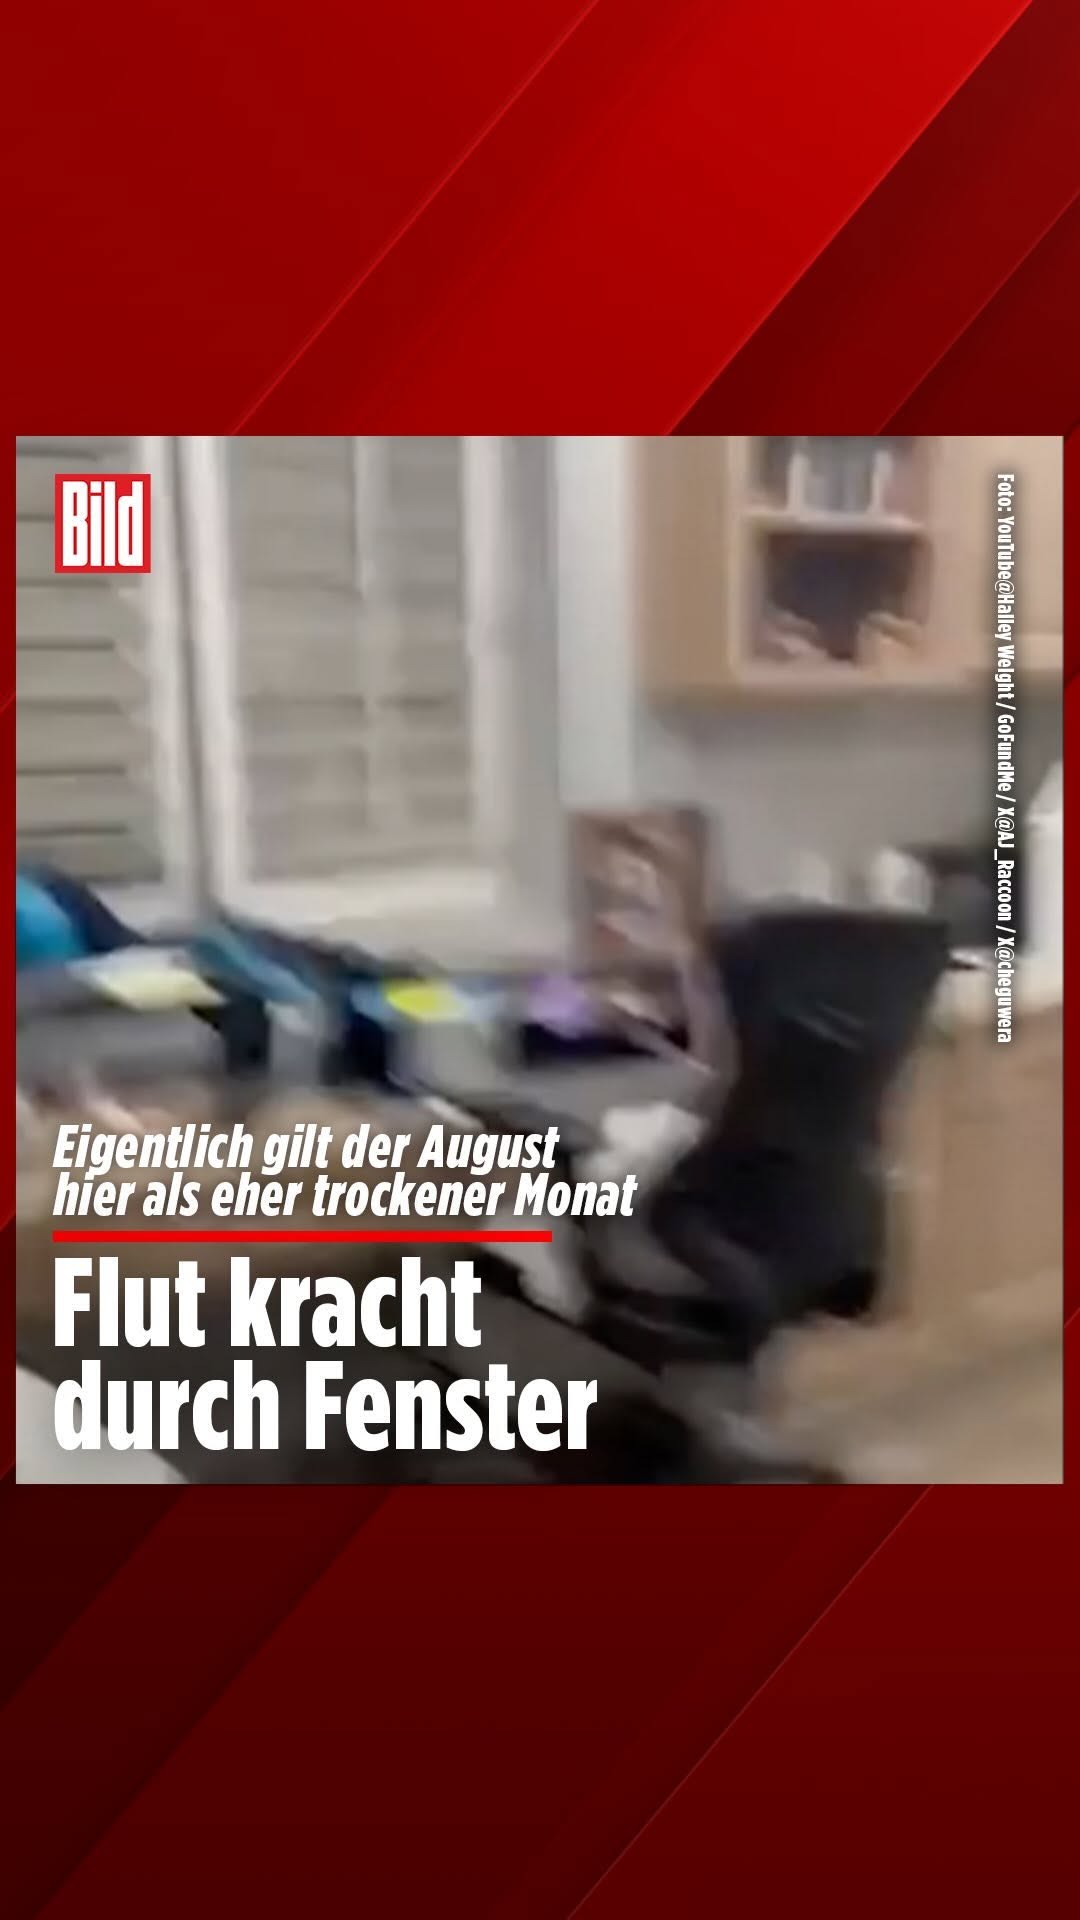 Bild
Foto: YouTube@Halley Weight / GoFundMe / X@AJ_Raccoon / X@cheguwera
Eigentlich gilt der August
hier als eher trockener Monat
Flut kracht
durch Fenster